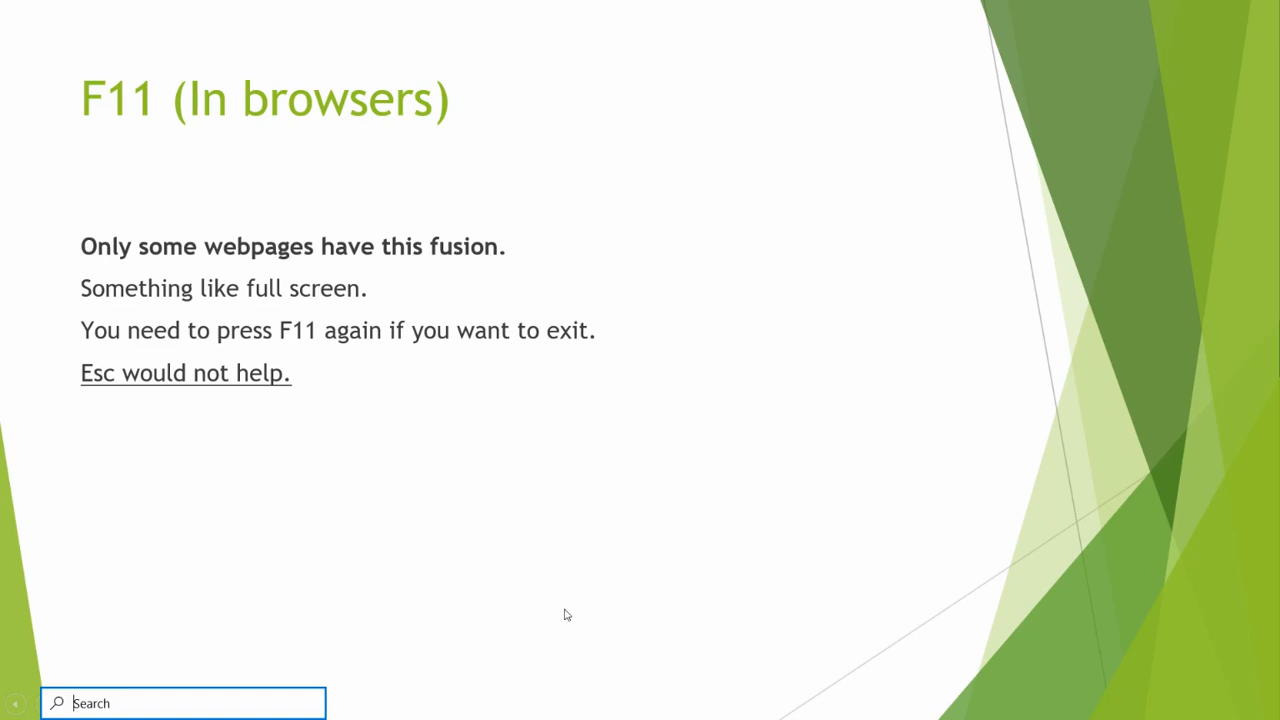 F11 (In browsers)
Only some webpages have this fusion.
Something like full screen.
You need to press F11 again if you want to exit.
Esc would not help.
Search